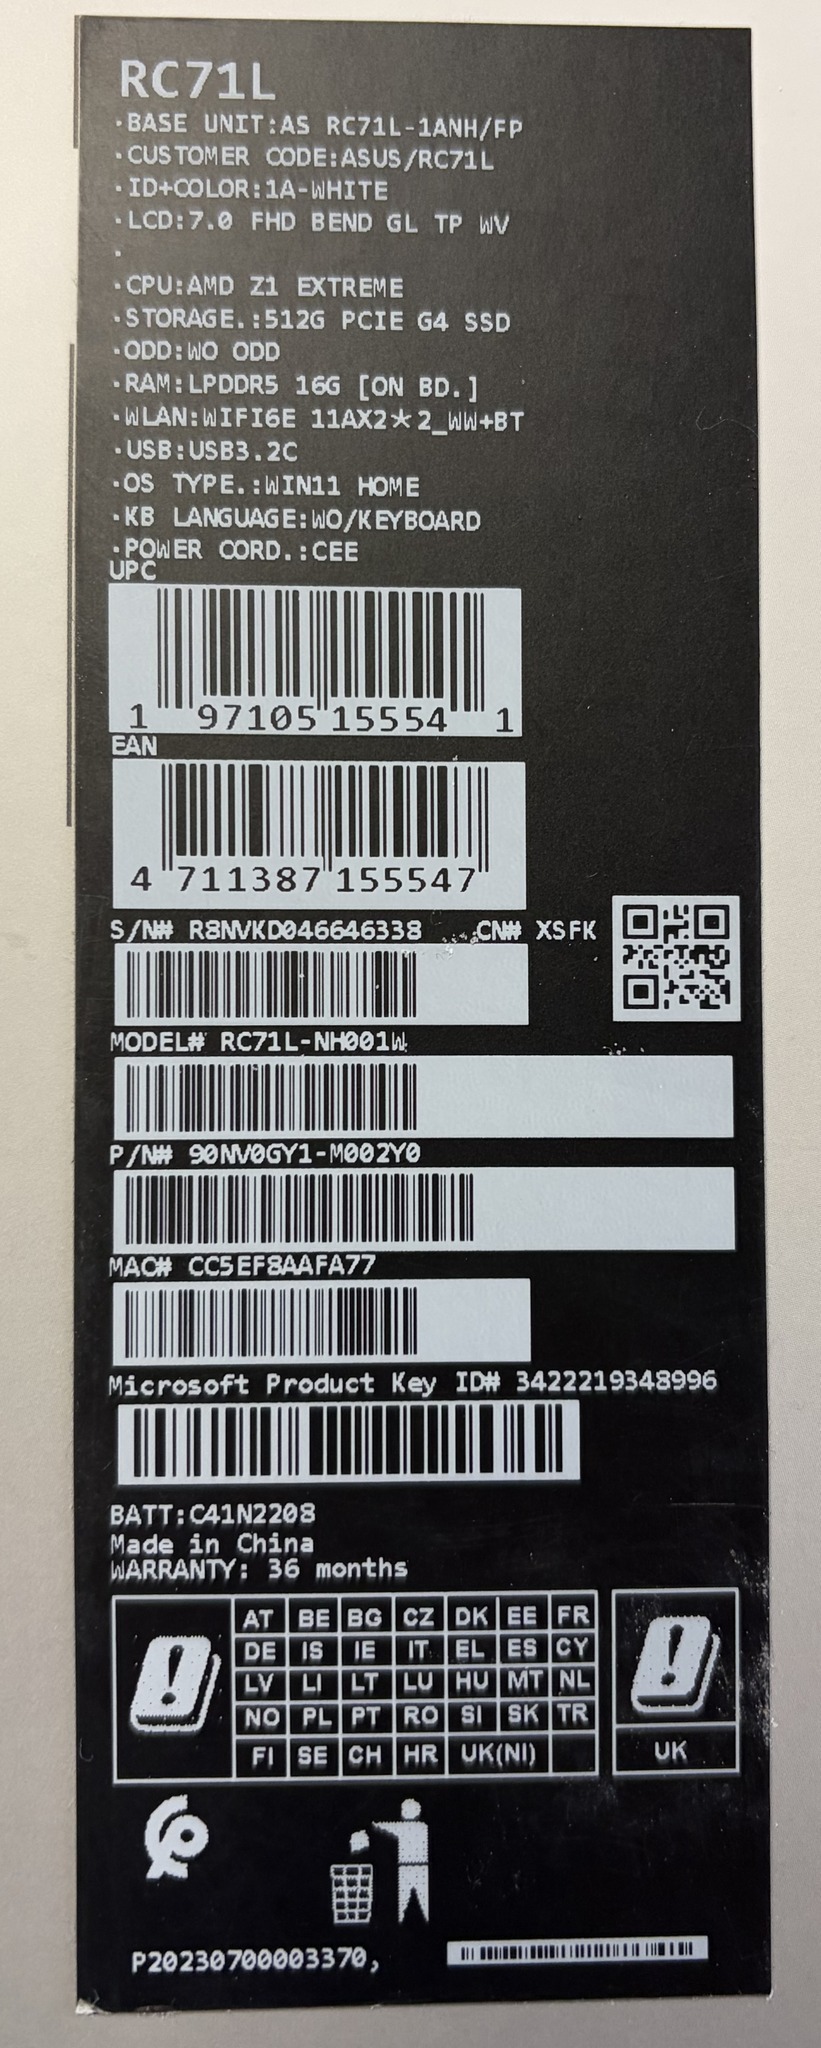 RC71L
·BASE UNIT:AS RC71L-1ANH/FP
·CUSTOMER CODE:ASUS/RC71L
·ID+COLOR:1A-WHITE
·LCD:7.0 FHD BEND GL TP WV
·
·CPU:AMD Z1 EXTREME
·STORAGE.:512G PCIE G4 SSD
·ODD:WO ODD
·RAM:LPDDR5 16G [ON BD.]
·WLAN:WIFI6E 11AX2*2_WW+BT
·USB:USB3.2C
·OS TYPE.:WIN11 HOME
·KB LANGUAGE:WO/KEYBOARD
·POWER CORD.:CEE
UPC
1 97105 15554 1
EAN
4 711387 155547
S/N# R8NVKD046646338 CN# XSFK
MODEL# RC71L-NH001W
P/N# 90NV0GY1-M002Y0
MAC# CC5EF8AAFA77
Microsoft Product Key ID# 3422219348996
BATT:C41N2208
Made in China
WARRANTY: 36 months
AT BE BG CZ DK EE FR
DE IS IE IT EL ES CY
LV LI LT LU HU MT NL
NO PL PT RO SI SK TR
FI SE CH HR UK(NI)
UK
P20230700003370,